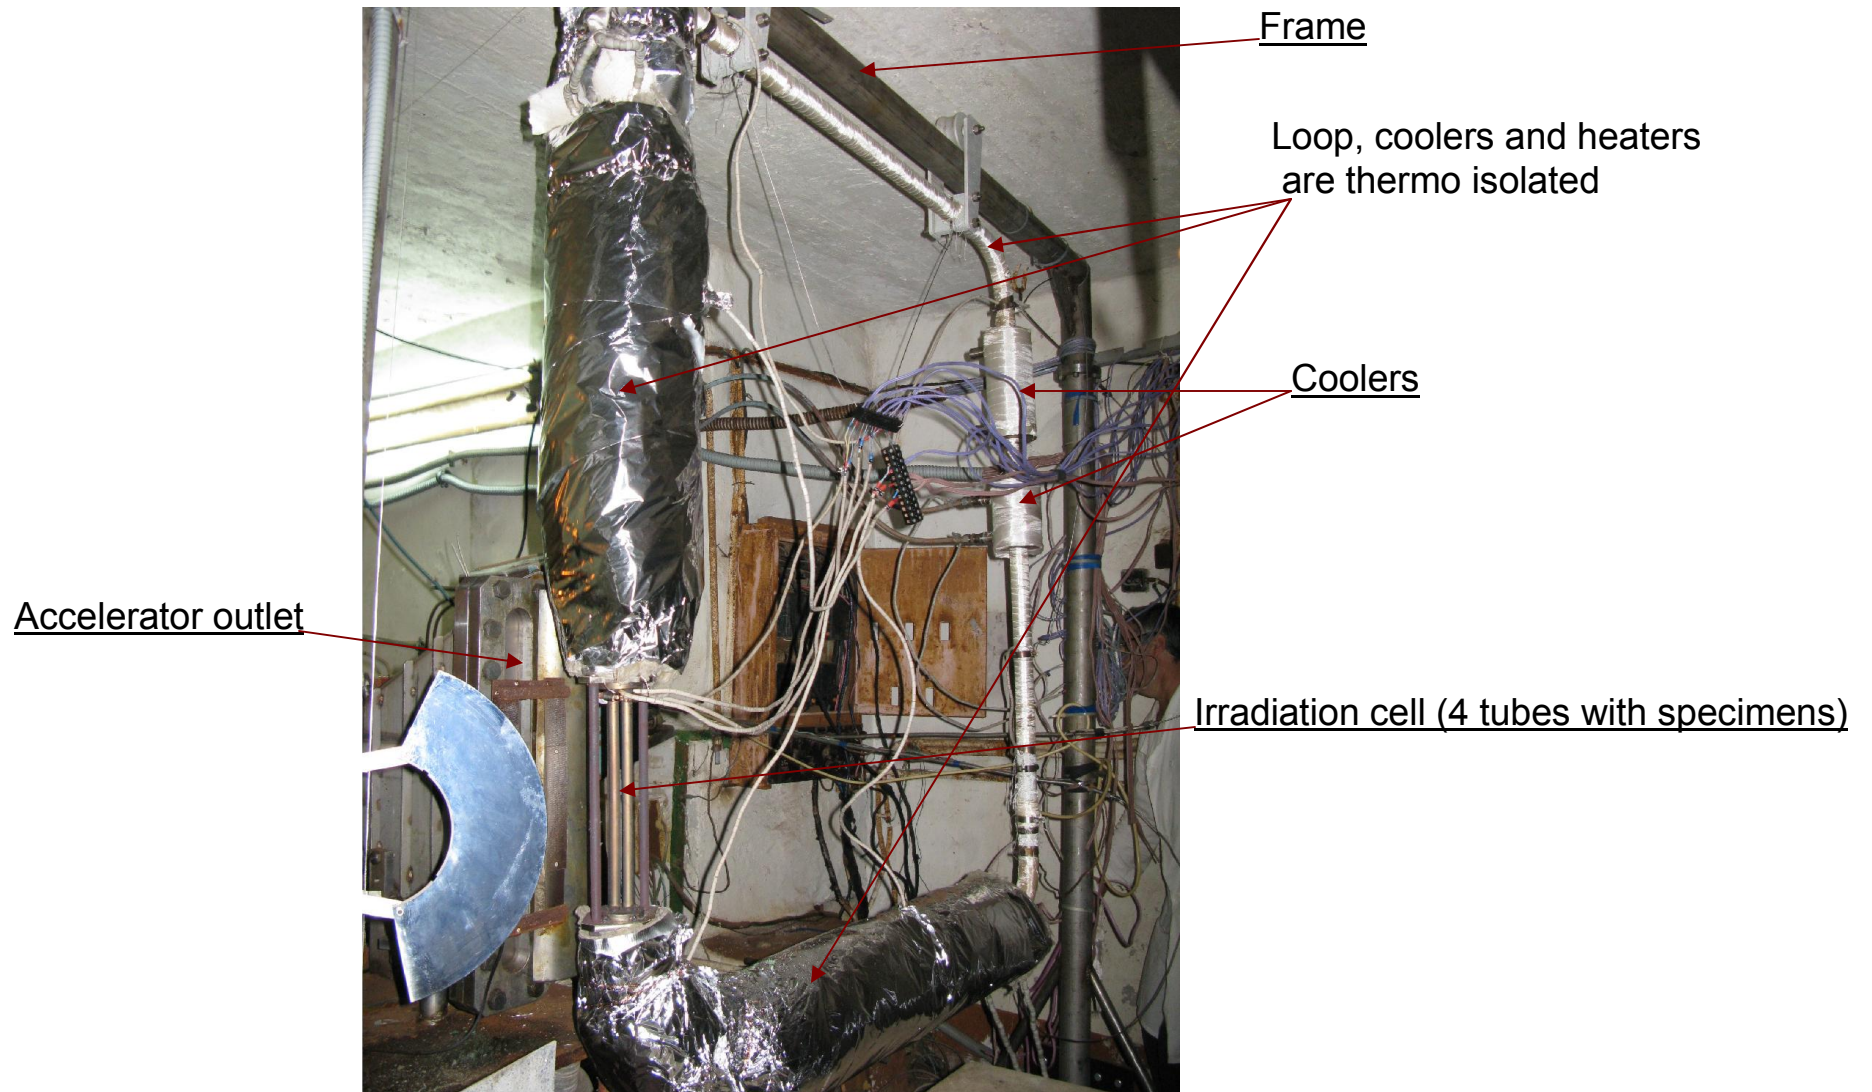 Frame
Loop, coolers and heaters
are thermo isolated
Coolers
Accelerator outlet
Irradiation cell (4 tubes with specimens)